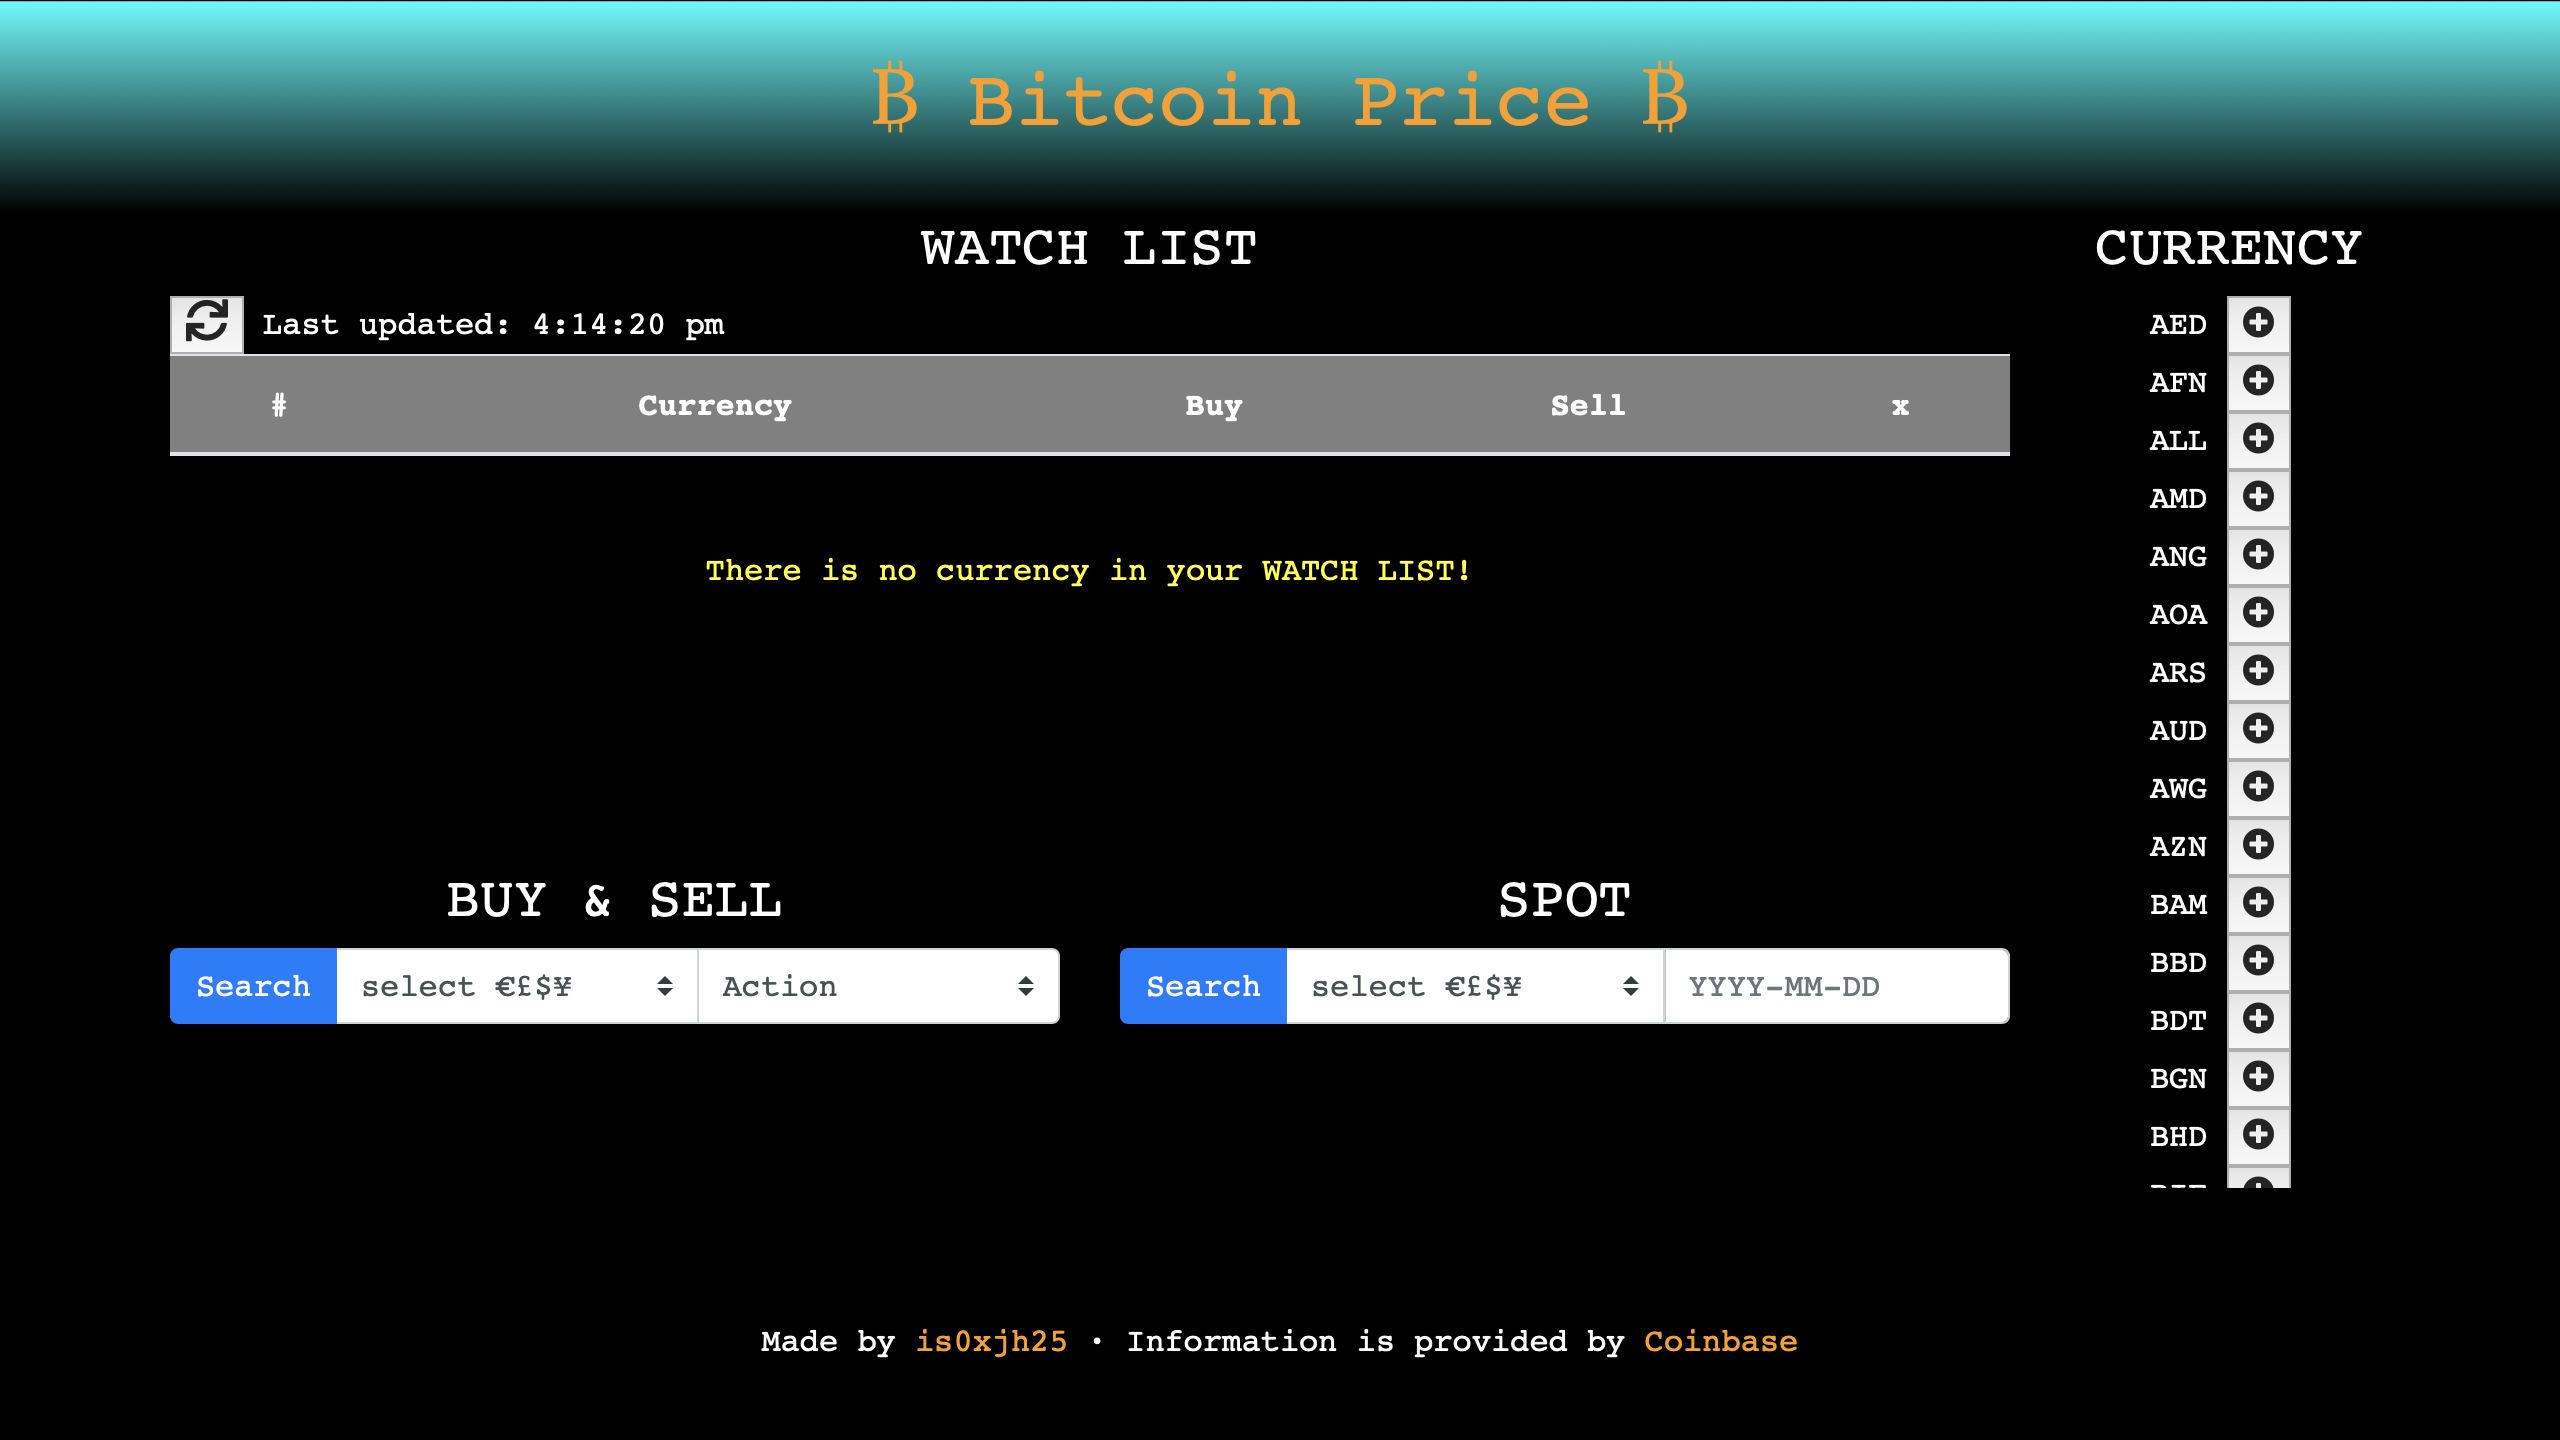 ₿ Bitcoin Price ₿
WATCH LIST
Last updated: 4:14:20 pm
# Currency Buy Sell x
There is no currency in your WATCH LIST!
BUY & SELL
Search select €£$¥ Action
SPOT
Search select €£$¥ YYYY-MM-DD
CURRENCY
AED
AFN
ALL
AMD
ANG
AOA
ARS
AUD
AWG
AZN
BAM
BBD
BDT
BGN
BHD
Made by is0xjh25 · Information is provided by Coinbase